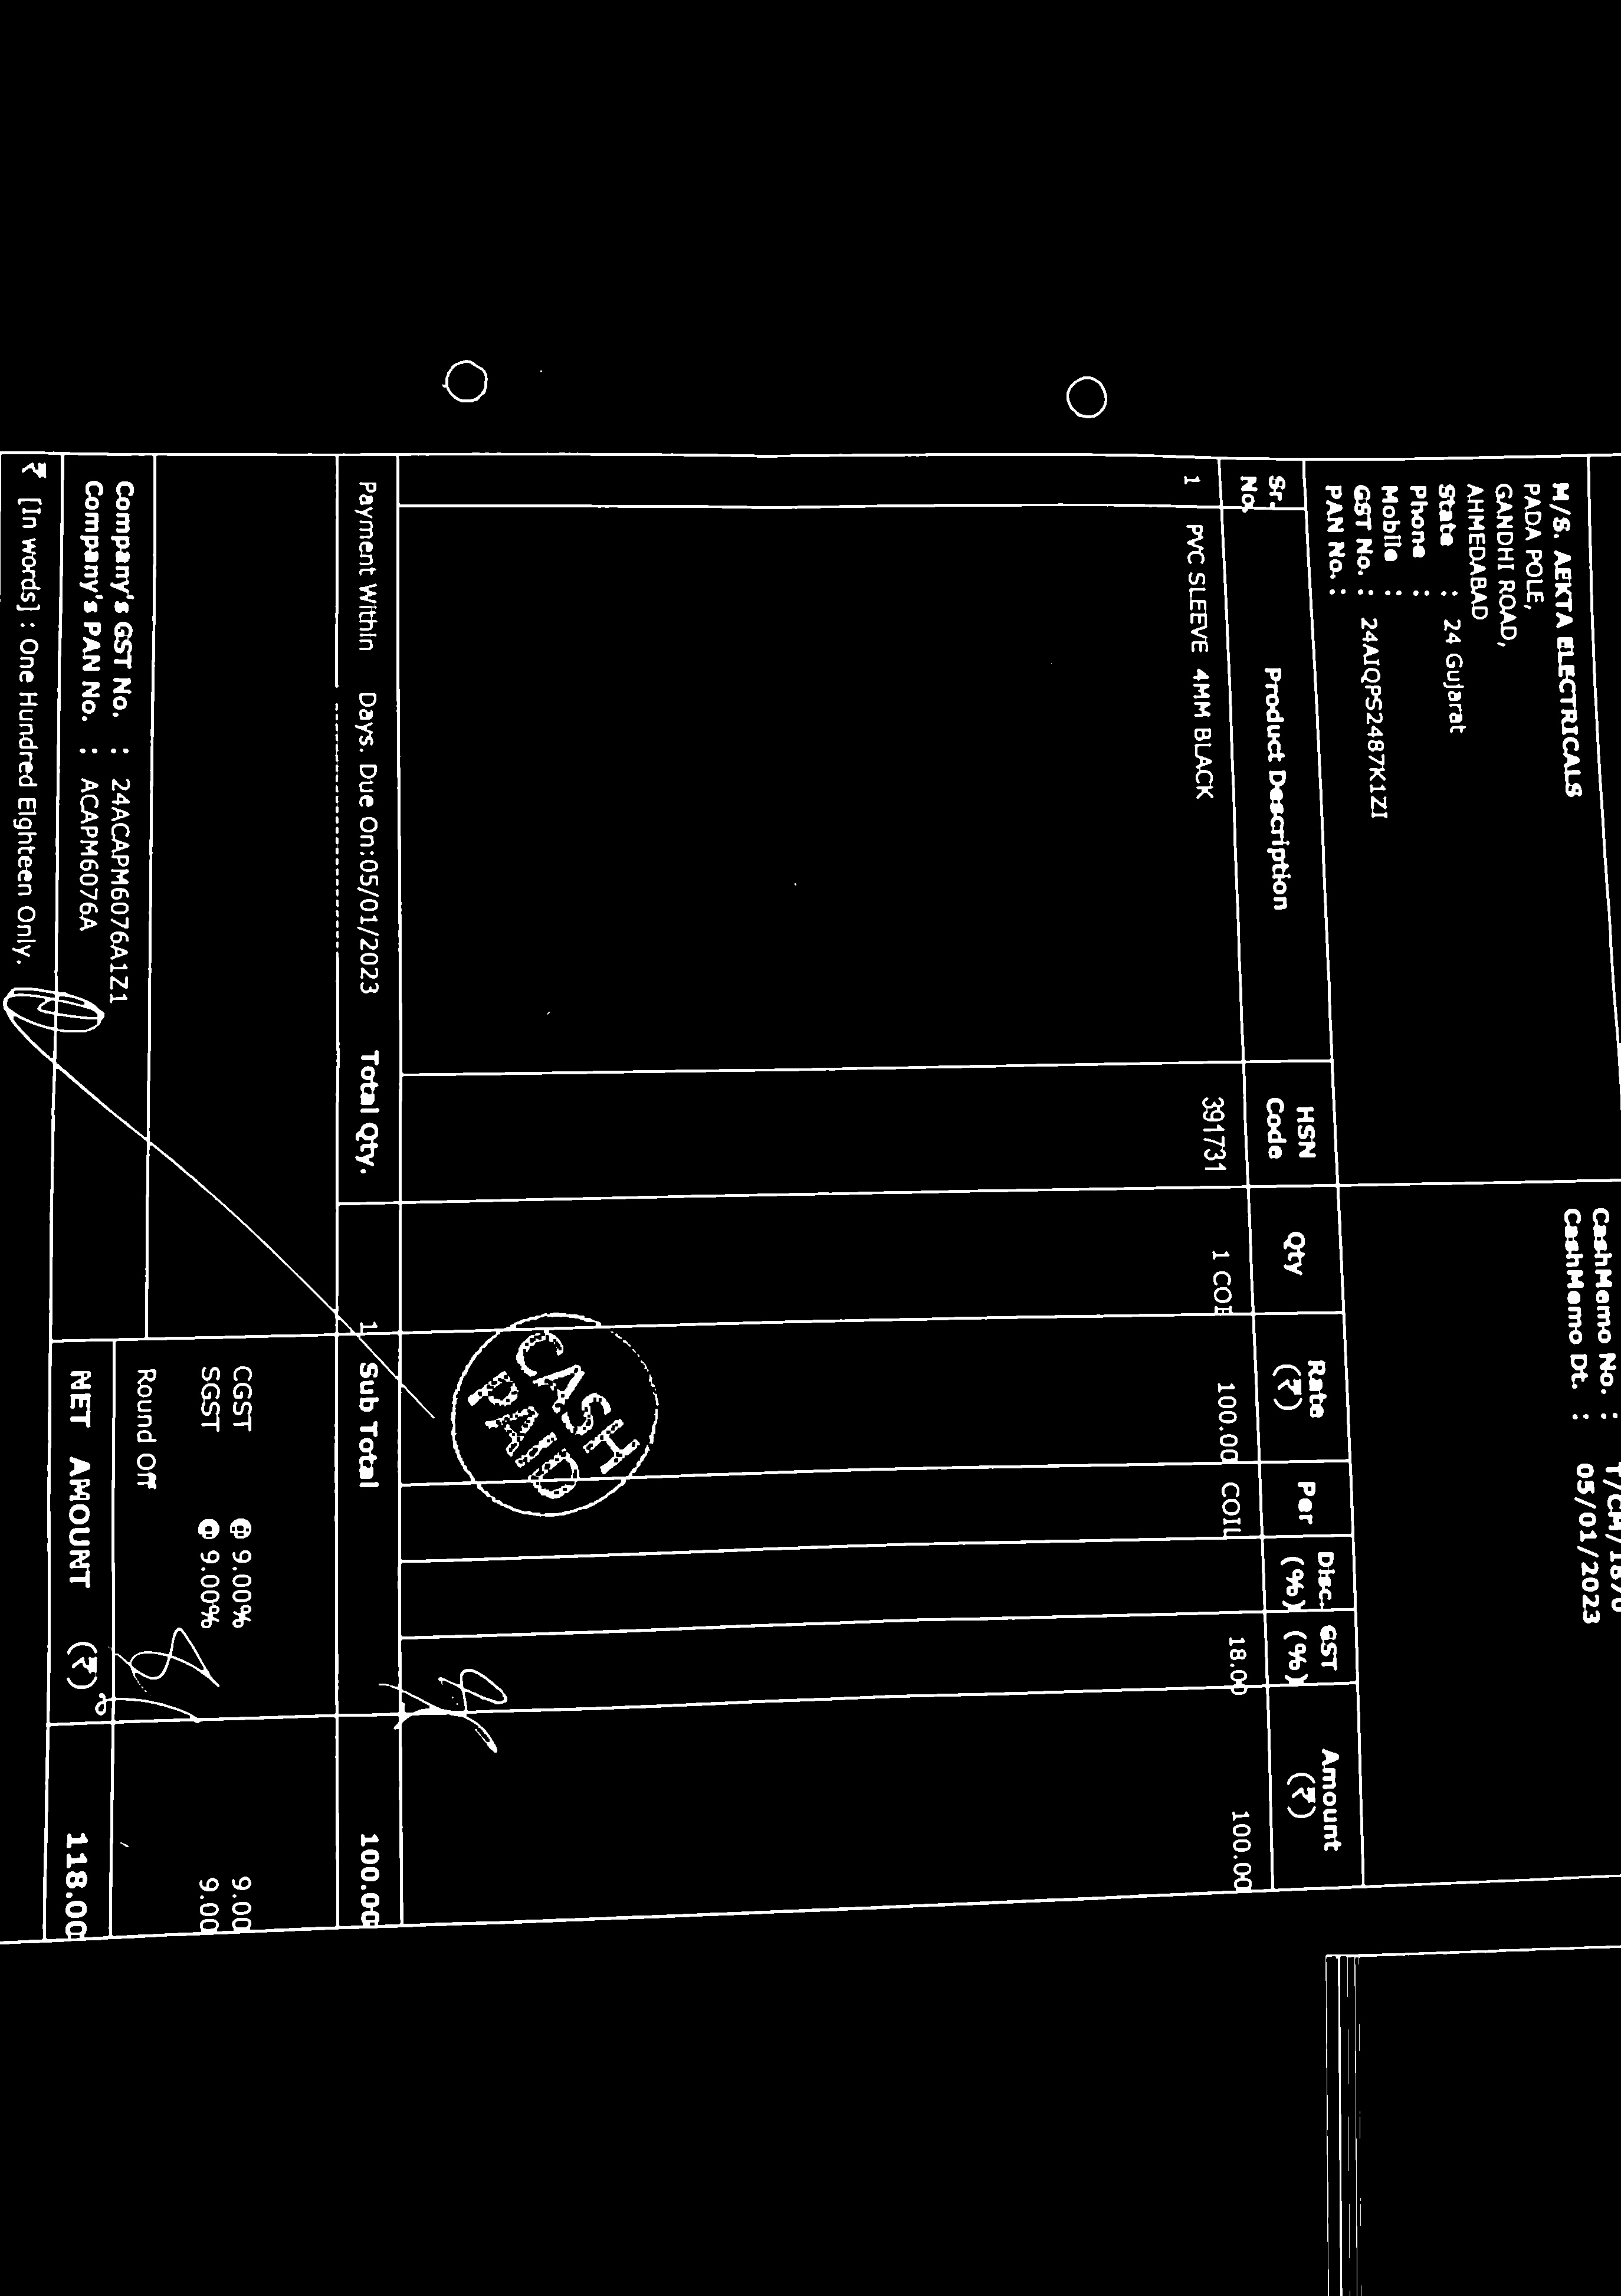 M/S. AEKTA ELECTRICALS
PADA POLE,
GANDHI ROAD,
AHMEDABAD
State : 24 Gujarat
Phone :
Mobile :
GST No. : 24AIQPS2487K1ZI
PAN No. :
CashMemo No. :
CashMemo Dt. : 05/01/2023
Sr. No. Product Description HSN Code Qty Rate (₹) Per Disc. (%) GST (%) Amount (₹)
1 PVC SLEEVE 4MM BLACK 391731 1 COI 100.00 COIL 18.00 100.00
CASH
PAID
Payment Within Days. Due On:05/01/2023 Total Qty. 1 Sub Total 100.00
CGST @ 9.00% 9.00
SGST @ 9.00% 9.00
Round Off
Company's GST No. : 24ACAPM6076A1Z1
Company's PAN No. : ACAPM6076A
NET AMOUNT (₹) 118.00
₹ [In words] : One Hundred Eighteen Only.